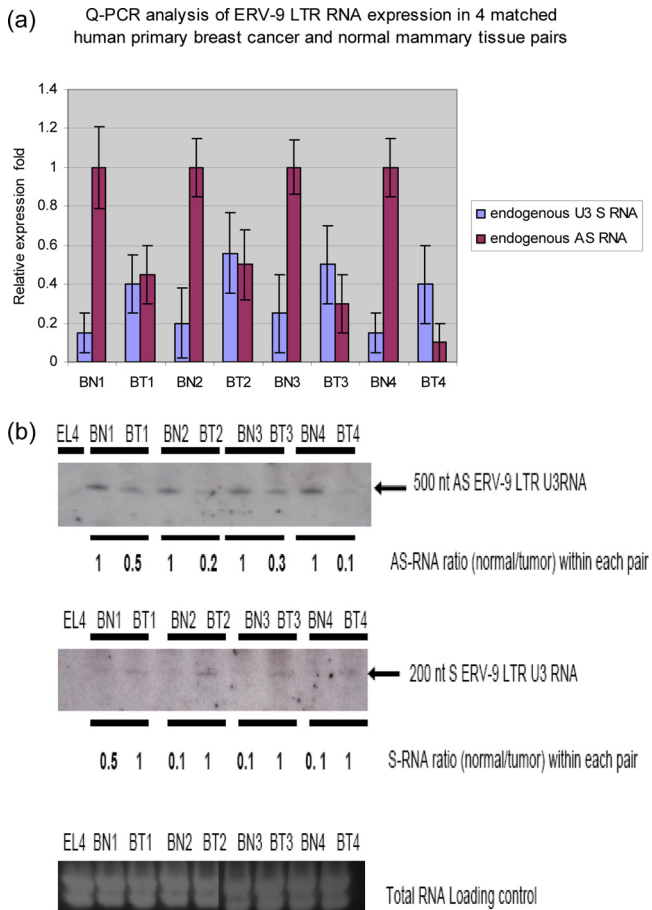 (a)
Q-PCR analysis of ERV-9 LTR RNA expression in 4 matched
human primary breast cancer and normal mammary tissue pairs
1.4
1.2
1
0.8
0.6
0.4
0.2
0
Relative expression fold
BN1 BT1 BN2 BT2 BN3 BT3 BN4 BT4
endogenous U3 S RNA
endogenous AS RNA
(b)
EL4 BN1 BT1 BN2 BT2 BN3 BT3 BN4 BT4
500 nt AS ERV-9 LTR U3RNA
1 0.5 1 0.2 1 0.3 1 0.1
AS-RNA ratio (normal/tumor) within each pair
EL4 BN1 BT1 BN2 BT2 BN3 BT3 BN4 BT4
200 nt S ERV-9 LTR U3 RNA
0.5 1 0.1 1 0.1 1 0.1 1
S-RNA ratio (normal/tumor) within each pair
EL4 BN1 BT1 BN2 BT2 BN3 BT3 BN4 BT4
Total RNA Loading control